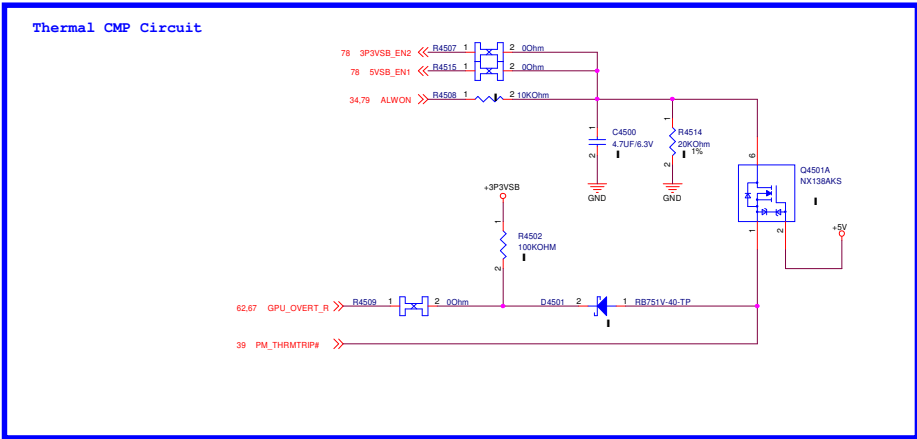 Thermal CMP Circuit
78 3P3VSB_EN2 R4507 1 2 0Ohm
78 5VSB_EN1 R4515 1 2 0Ohm
34,79 ALWON R4508 1 2 10KOhm
1 C4500 4.7UF/6.3V 2
1 R4514 20KOhm 1% 2
GND
GND
6 Q4501A
NX138AKS
1 2
+5V
+3P3VSB
1
R4502
100KOHM
2
62,67 GPU_OVERT_R R4509 1 2 0Ohm D4501 2 1 RB751V-40-TP
39 PM_THRMTRIP#